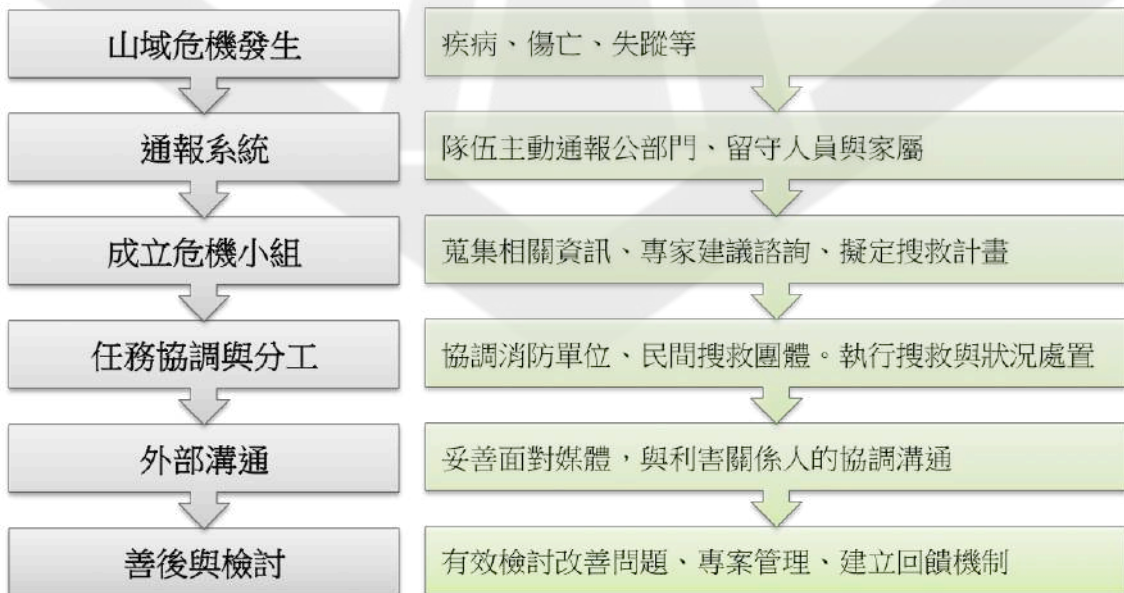 山域危機發生
疾病、傷亡、失蹤等
通報系統
隊伍主動通報公部門、留守人員與家屬
成立危機小組
蒐集相關資訊、專家建議諮詢、擬定搜救計畫
任務協調與分工
協調消防單位、民間搜救團體。執行搜救與狀況處置
外部溝通
妥善面對媒體，與利害關係人的協調溝通
善後與檢討
有效檢討改善問題、專案管理、建立回饋機制